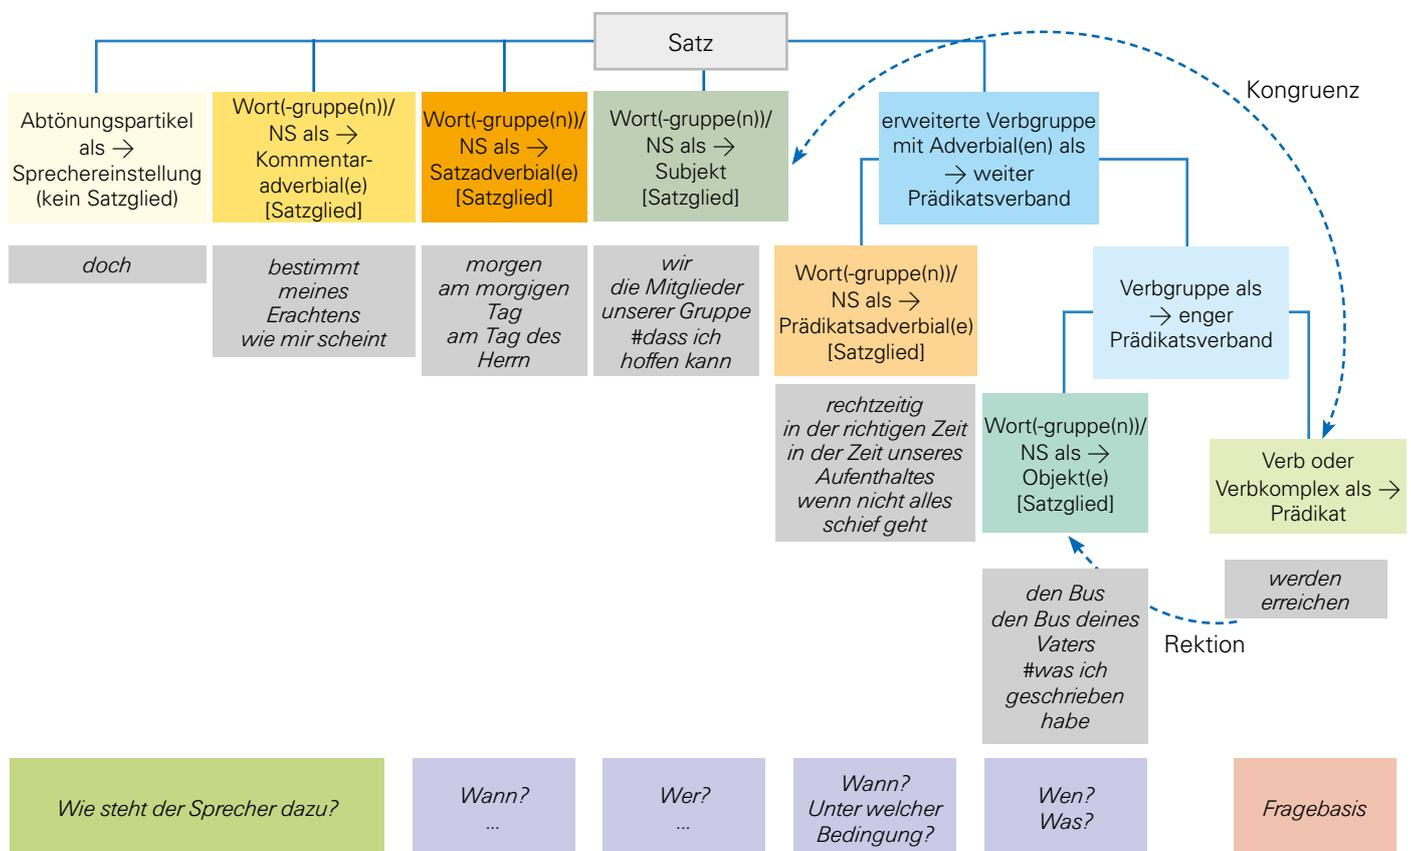 Satz
Kongruenz
Abtönungspartikel
als →
Sprechereinstellung
(kein Satzglied)
Wort(-gruppe(n))/
NS als →
Kommentar-
adverbial(e)
[Satzglied]
Wort(-gruppe(n))/
NS als →
Satzadverbial(e)
[Satzglied]
Wort(-gruppe(n))/
NS als →
Subjekt
[Satzglied]
erweiterte Verbgruppe
mit Adverbial(en) als
→ weiter
Prädikatsverband
doch
bestimmt
meines
Erachtens
wie mir scheint
morgen
am morgigen
Tag
am Tag des
Herrn
wir
die Mitglieder
unserer Gruppe
#dass ich
hoffen kann
Wort(-gruppe(n))/
NS als →
Prädikatsadverbial(e)
[Satzglied]
Verbgruppe als
→ enger
Prädikatsverband
rechtzeitig
in der richtigen Zeit
in der Zeit unseres
Aufenthaltes
wenn nicht alles
schief geht
Wort(-gruppe(n))/
NS als →
Objekt(e)
[Satzglied]
Verb oder
Verbkomplex als →
Prädikat
den Bus
den Bus deines
Vaters
#was ich
geschrieben
habe
werden
erreichen
Rektion
Wie steht der Sprecher dazu?
Wann?
...
Wer?
...
Wann?
Unter welcher
Bedingung?
Wen?
Was?
Fragebasis